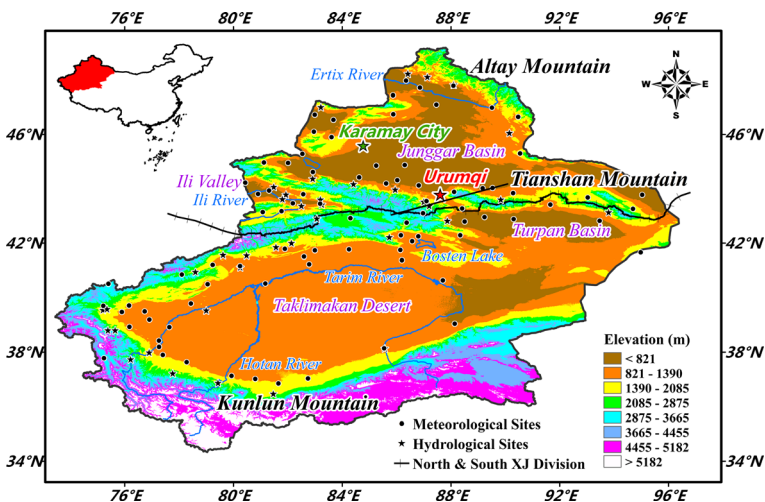 76°E 80°E 84°E 88°E 92°E 96°E
Altay Mountain
Ertix River
N
W E
S
46°N 46°N
Karamay City
Junggar Basin
Ili Valley
Urumqi
Tianshan Mountain
Ili River
Turpan Basin
42°N 42°N
Bosten Lake
Tarim River
Taklimakan Desert
38°N 38°N
Hotan River
Kunlun Mountain
34°N 34°N
Elevation (m)
< 821
821 - 1390
1390 - 2085
2085 - 2875
2875 - 3665
3665 - 4455
4455 - 5182
> 5182
Meteorological Sites
Hydrological Sites
North & South XJ Division
76°E 80°E 84°E 88°E 92°E 96°E